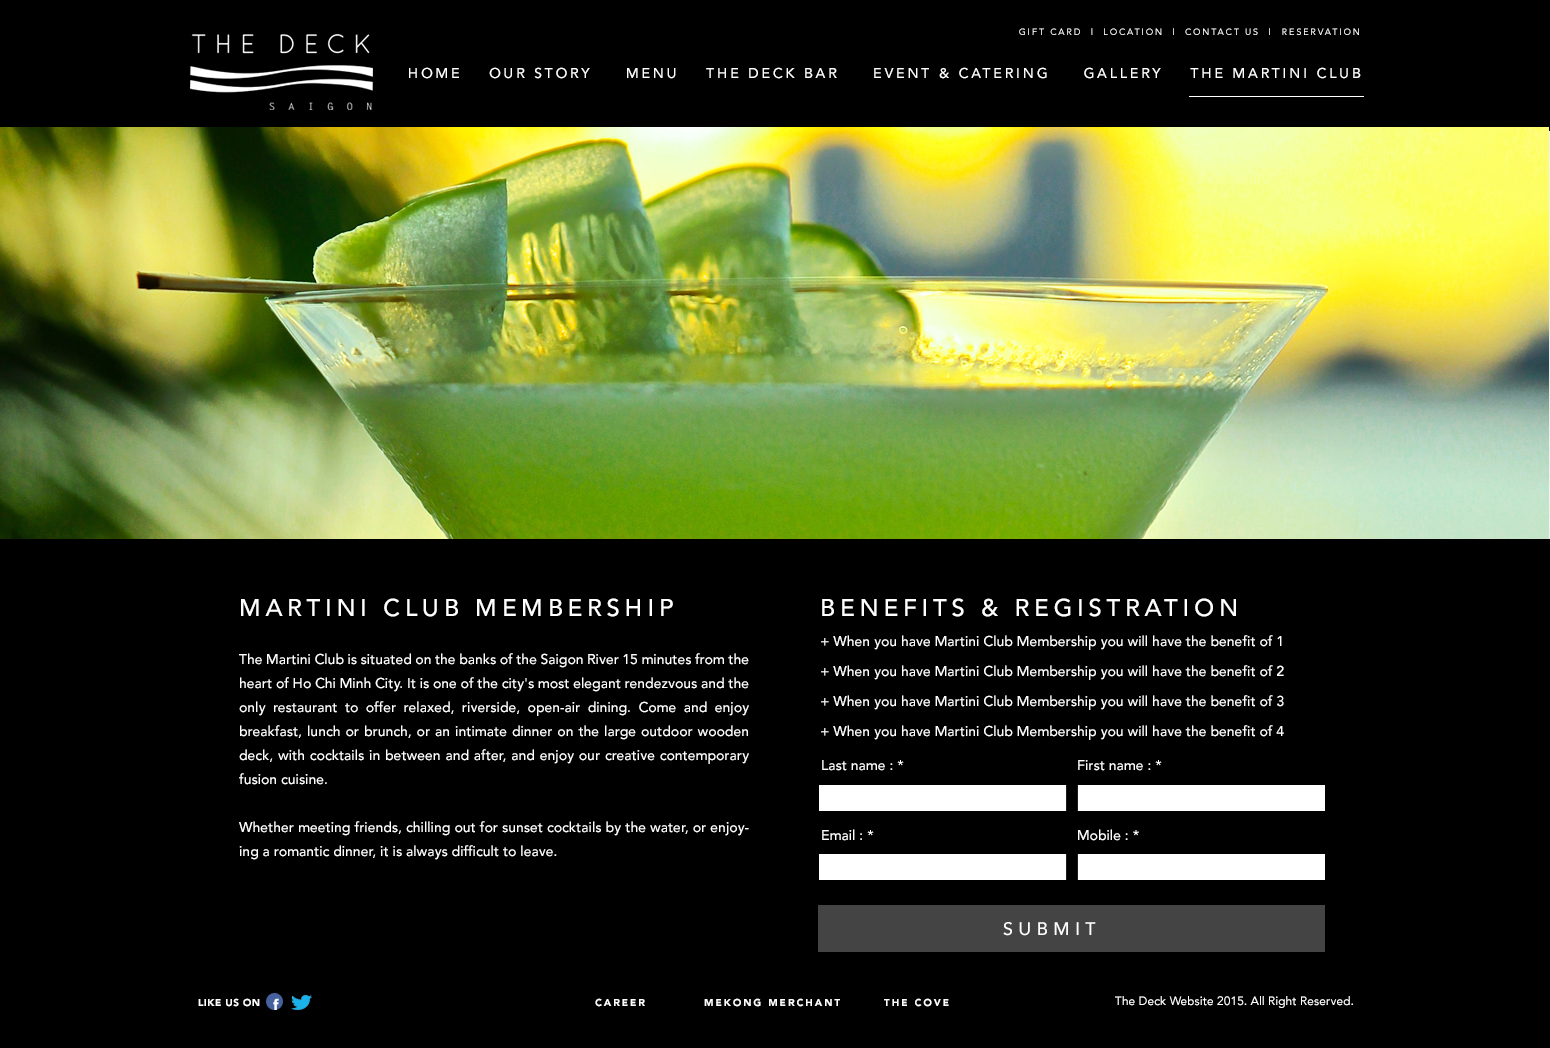 THE DECK
SAIGON
GIFT CARD | LOCATION | CONTACT US | RESERVATION
HOME OUR STORY MENU THE DECK BAR EVENT & CATERING GALLERY THE MARTINI CLUB
MARTINI CLUB MEMBERSHIP
The Martini Club is situated on the banks of the Saigon River 15 minutes from the
heart of Ho Chi Minh City. It is one of the city's most elegant rendezvous and the
only restaurant to offer relaxed, riverside, open-air dining. Come and enjoy
breakfast, lunch or brunch, or an intimate dinner on the large outdoor wooden
deck, with cocktails in between and after, and enjoy our creative contemporary
fusion cuisine.
Whether meeting friends, chilling out for sunset cocktails by the water, or enjoy-
ing a romantic dinner, it is always difficult to leave.
BENEFITS & REGISTRATION
+ When you have Martini Club Membership you will have the benefit of 1
+ When you have Martini Club Membership you will have the benefit of 2
+ When you have Martini Club Membership you will have the benefit of 3
+ When you have Martini Club Membership you will have the benefit of 4
Last name : * First name : *
Email : * Mobile : *
SUBMIT
LIKE US ON f CAREER MEKONG MERCHANT THE COVE The Deck Website 2015. All Right Reserved.